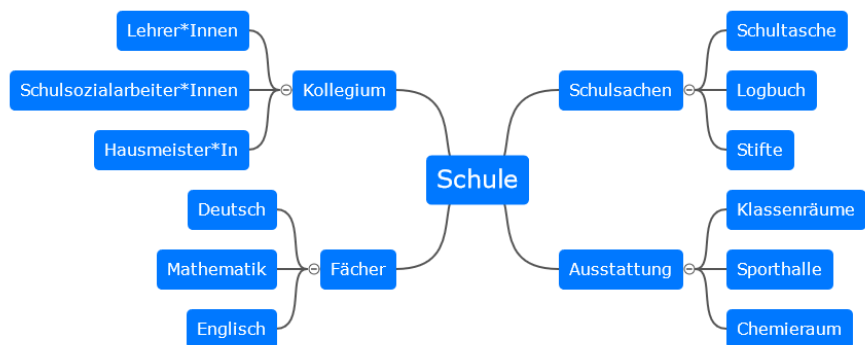 Lehrer*Innen
Schulsozialarbeiter*Innen
Hausmeister*In
Kollegium
Deutsch
Mathematik
Englisch
Fächer
Schule
Schulsachen
Schultasche
Logbuch
Stifte
Ausstattung
Klassenräume
Sporthalle
Chemieraum